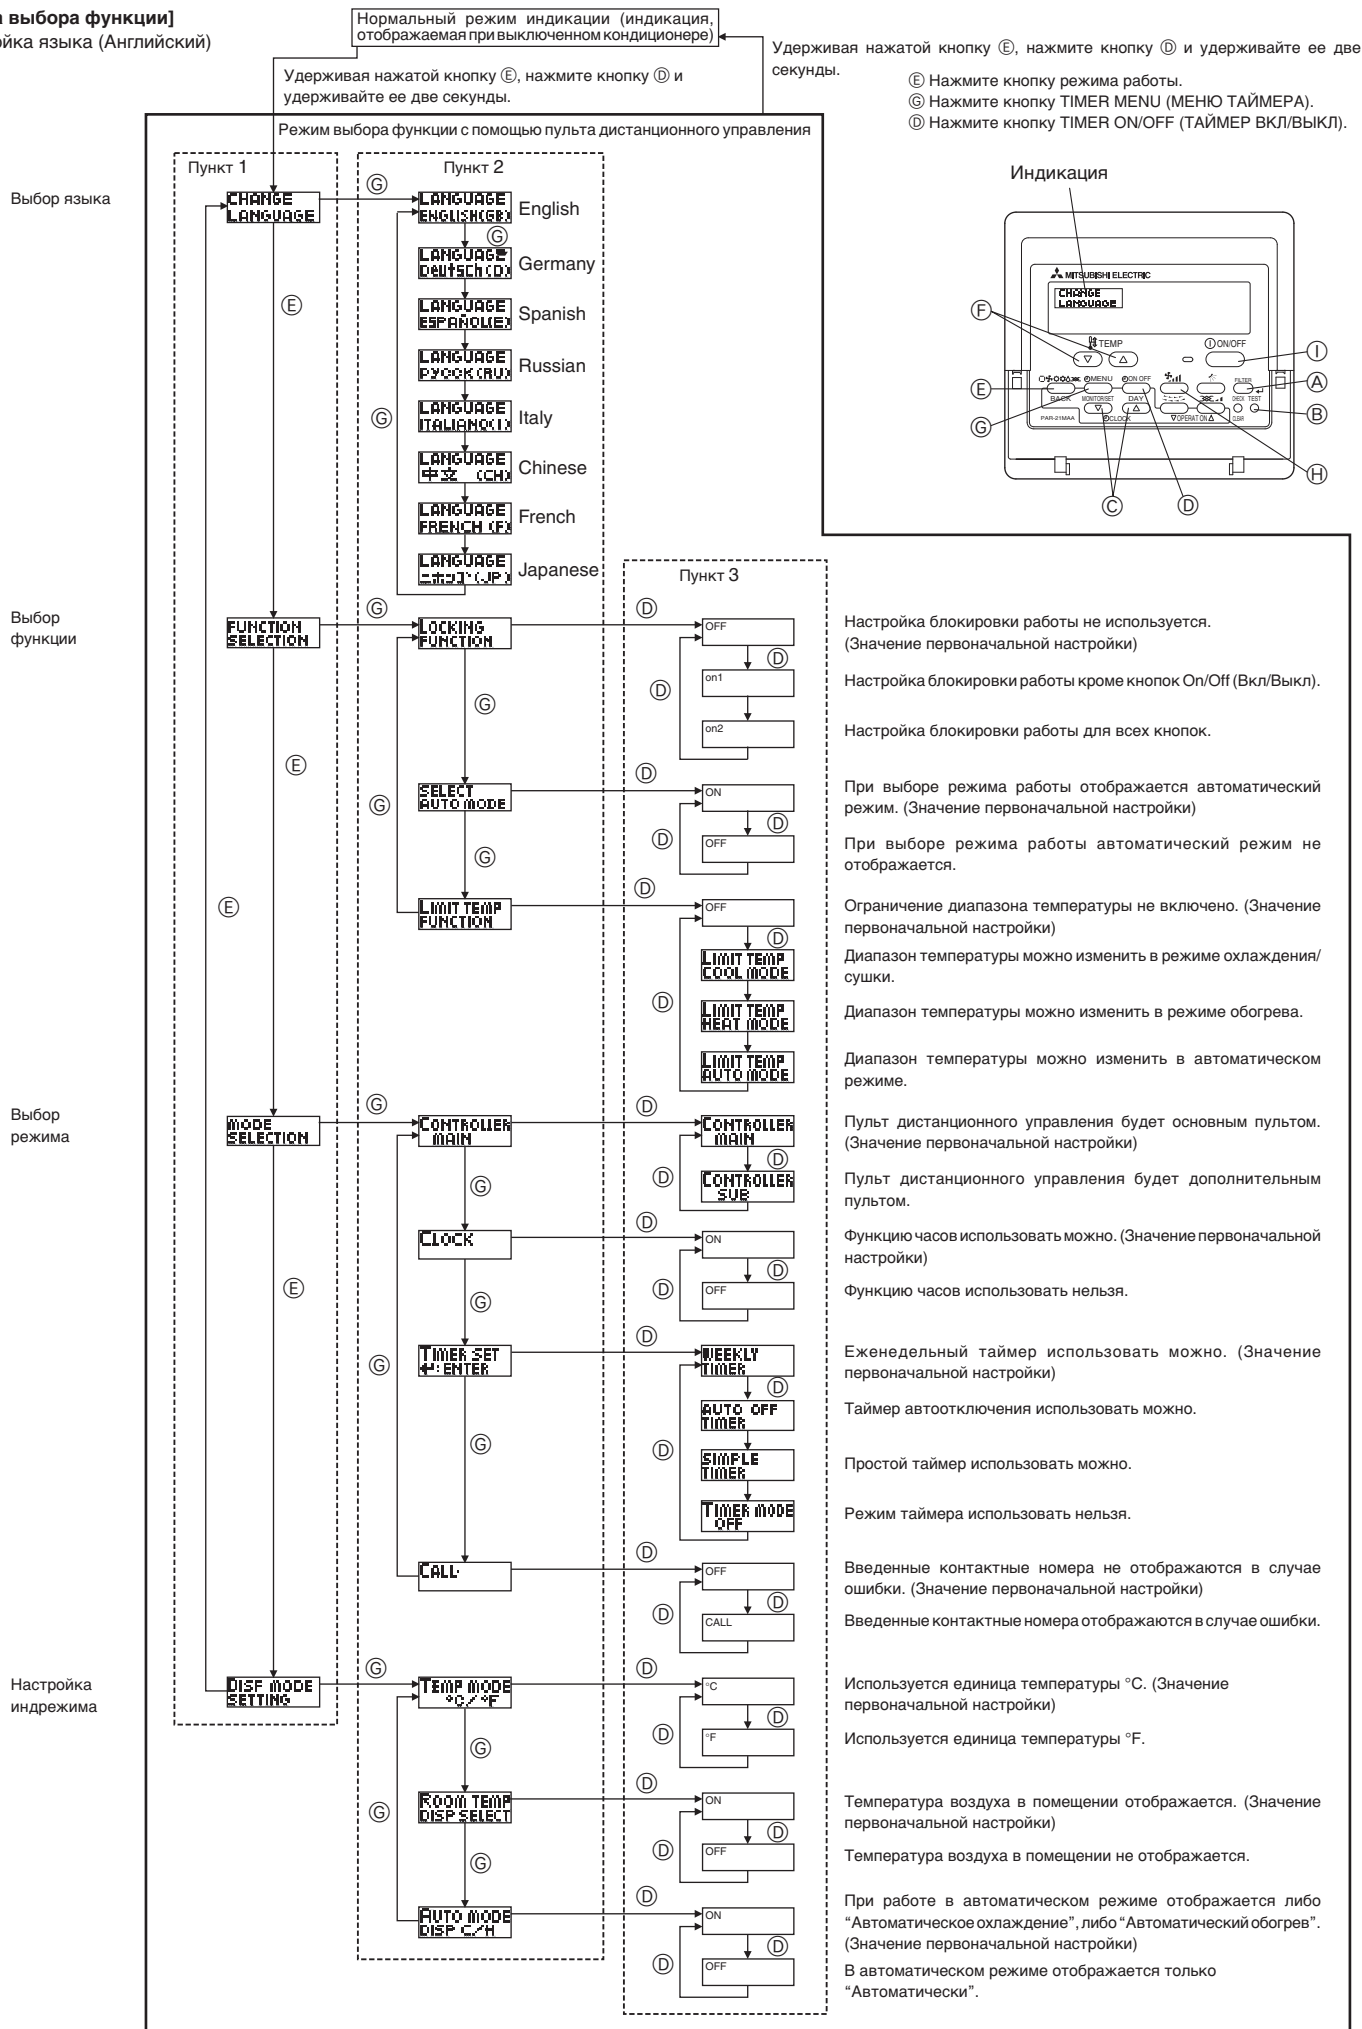 выбора функции]
языка (Английский)
Нормальный режим индикации (индикация,
отображаемая при выключенном кондиционере)
Удерживая нажатой кнопку Ⓔ, нажмите кнопку Ⓓ и удерживайте ее две
секунды.
Удерживая нажатой кнопку Ⓔ, нажмите кнопку Ⓓ и
удерживайте ее две секунды.
Ⓔ Нажмите кнопку режима работы.
Ⓖ Нажмите кнопку TIMER MENU (МЕНЮ ТАЙМЕРА).
Ⓓ Нажмите кнопку TIMER ON/OFF (ТАЙМЕР ВКЛ/ВЫКЛ).
Режим выбора функции с помощью пульта дистанционного управления
Пункт 1
Пункт 2
Индикация
MITSUBISHI ELECTRIC
CHANGE
LANGUAGE
TEMP
ON/OFF
MENU
ON OFF
FILTER
BACK
MONITOR/SET
DAY
CHECK TEST
PAR-21MAA
CLOCK
OPERATION
CLEAR
Ⓕ
Ⓔ
Ⓖ
Ⓒ
Ⓓ
Ⓘ
Ⓐ
Ⓑ
Ⓗ
Выбор языка
CHANGE
LANGUAGE
Ⓖ
LANGUAGE
ENGLISH(GB)
English
Ⓖ
LANGUAGE
Deutsch(D)
Germany
Ⓔ
LANGUAGE
ESPAÑOL(E)
Spanish
LANGUAGE
РУССК(RU)
Russian
Ⓖ
LANGUAGE
ITALIANO(I)
Italy
LANGUAGE
中文 (CH)
Chinese
LANGUAGE
FRENCH (F)
French
LANGUAGE
ニホンゴ(JP)
Japanese
Пункт 3
Выбор
функции
FUNCTION
SELECTION
Ⓖ
LOCKING
FUNCTION
Ⓓ
OFF
Настройка блокировки работы не используется.
(Значение первоначальной настройки)
Ⓓ
Ⓓ
on1
Настройка блокировки работы кроме кнопок On/Off (Вкл/Выкл).
Ⓖ
on2
Настройка блокировки работы для всех кнопок.
Ⓔ
Ⓖ
SELECT
AUTO MODE
Ⓓ
ON
При выборе режима работы отображается автоматический
режим. (Значение первоначальной настройки)
Ⓓ
Ⓓ
OFF
При выборе режима работы автоматический режим не
отображается.
Ⓖ
Ⓔ
LIMIT TEMP
FUNCTION
Ⓓ
OFF
Ограничение диапазона температуры не включено. (Значение
первоначальной настройки)
Ⓓ
LIMIT TEMP
COOL MODE
Диапазон температуры можно изменить в режиме охлаждения/
сушки.
Ⓓ
LIMIT TEMP
HEAT MODE
Диапазон температуры можно изменить в режиме обогрева.
LIMIT TEMP
AUTO MODE
Диапазон температуры можно изменить в автоматическом
режиме.
Выбор
режима
MODE
SELECTION
Ⓖ
CONTROLLER
MAIN
Ⓓ
CONTROLLER
MAIN
Пульт дистанционного управления будет основным пультом.
(Значение первоначальной настройки)
Ⓓ
Ⓓ
CONTROLLER
SUB
Пульт дистанционного управления будет дополнительным
пультом.
Ⓖ
CLOCK
Ⓓ
ON
Функцию часов использовать можно. (Значение первоначальной
настройки)
Ⓓ
Ⓓ
OFF
Функцию часов использовать нельзя.
Ⓔ
Ⓖ
Ⓖ
TIMER SET
↵:ENTER
Ⓓ
WEEKLY
TIMER
Еженедельный таймер использовать можно. (Значение
первоначальной настройки)
Ⓓ
AUTO OFF
TIMER
Таймер автоотключения использовать можно.
Ⓖ
Ⓓ
SIMPLE
TIMER
Простой таймер использовать можно.
TIMER MODE
OFF
Режим таймера использовать нельзя.
CALL
Ⓓ
OFF
Введенные контактные номера не отображаются в случае
ошибки. (Значение первоначальной настройки)
Ⓓ
Ⓓ
CALL
Введенные контактные номера отображаются в случае ошибки.
Настройка
индрежима
DISP MODE
SETTING
Ⓖ
TEMP MODE
°C/°F
Ⓓ
°C
Используется единица температуры °C. (Значение
первоначальной настройки)
Ⓓ
Ⓓ
°F
Используется единица температуры °F.
Ⓖ
Ⓖ
ROOM TEMP
DISP SELECT
Ⓓ
ON
Температура воздуха в помещении отображается. (Значение
первоначальной настройки)
Ⓓ
Ⓓ
OFF
Температура воздуха в помещении не отображается.
Ⓖ
AUTO MODE
DISP C/H
Ⓓ
ON
При работе в автоматическом режиме отображается либо
“Автоматическое охлаждение”, либо “Автоматический обогрев”.
(Значение первоначальной настройки)
Ⓓ
Ⓓ
OFF
В автоматическом режиме отображается только
“Автоматически”.